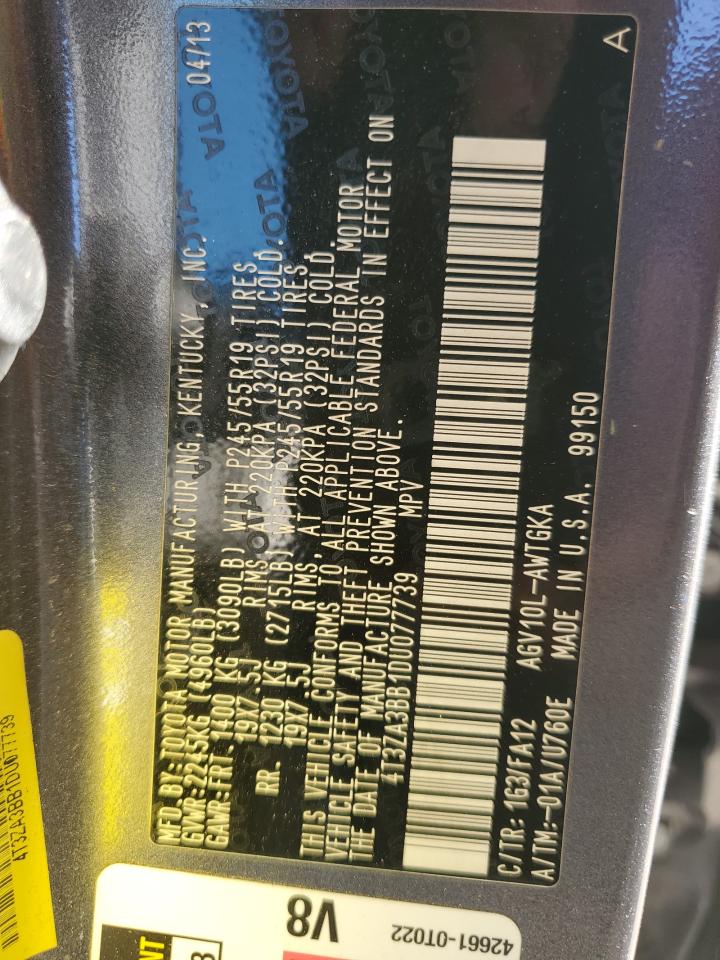 MFD.BY:TOYOTA MOTOR MANUFACTURING, KENTUCKY, INC. 04/13
GVWR:2245KG (4960LB)
GAWR:FRT.1400 KG (3090LB) WITH P245/55R19 TIRES
19X7.5J RIMS, AT 220KPA (32PSI) COLD.
RR. 1230 KG (2715LB) WITH P245/55R19 TIRES
19X7.5J RIMS, AT 220KPA (32PSI) COLD.
THIS VEHICLE CONFORMS TO ALL APPLICABLE FEDERAL MOTOR
VEHICLE SAFETY AND THEFT PREVENTION STANDARDS IN EFFECT ON
THE DATE OF MANUFACTURE SHOWN ABOVE.
4T3ZA3BB1DU077739 MPV
C/TR:1G3/FA12 AGV10L-AWTGKA
A/TM:-01A/U760E MADE IN U.S.A. 99150
A
4T3ZA3BB1DU077739
V8
42661-0T022